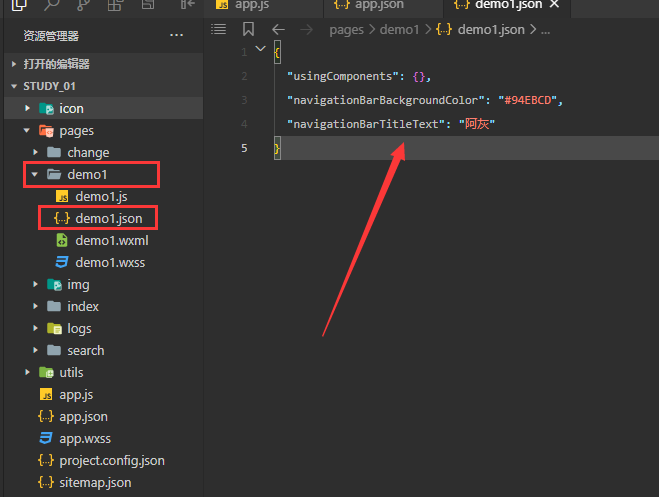 app.js
app.json
demo1.json
资源管理器
pages > demo1 > {..} demo1.json > ...
打开的编辑器
STUDY_01
icon
pages
change
demo1
demo1.js
demo1.json
demo1.wxml
demo1.wxss
img
index
logs
search
utils
app.js
app.json
app.wxss
project.config.json
sitemap.json
1 {
2 "usingComponents": {},
3 "navigationBarBackgroundColor": "#94EBCD",
4 "navigationBarTitleText": "阿灰"
5 }